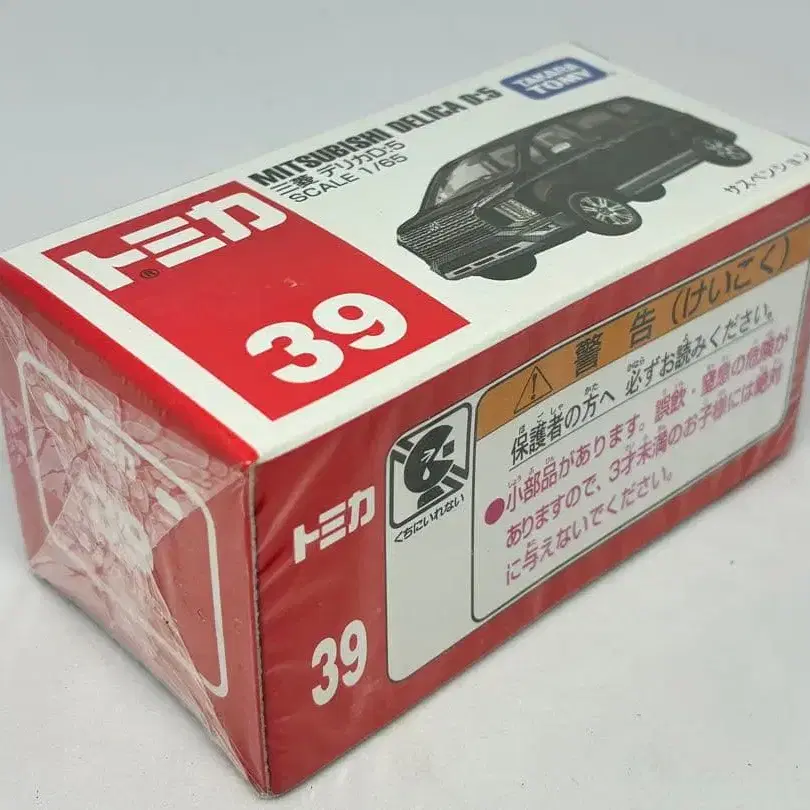 トミカ
®
39
MITSUBISHI DELICA D:5
三菱 デリカD:5
SCALE 1/65
TAKARA
TOMY
サスペンション
警告(けいこく)
保護者の方へ 必ずお読みください。
●小部品があります。誤飲・窒息の危険が
ありますので、3才未満のお子様には絶対
に与えないでください。
くちにいれない
トミカ
39